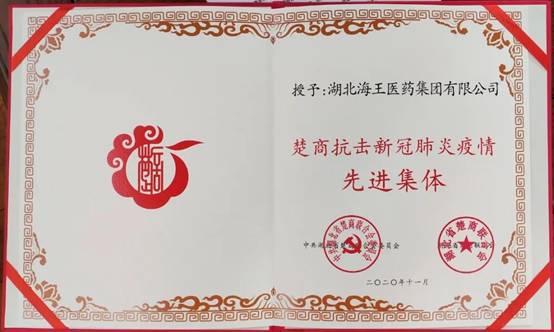 授予：湖北海王医药集团有限公司
楚商抗击新冠肺炎疫情
先进集体
二〇二〇年十一月